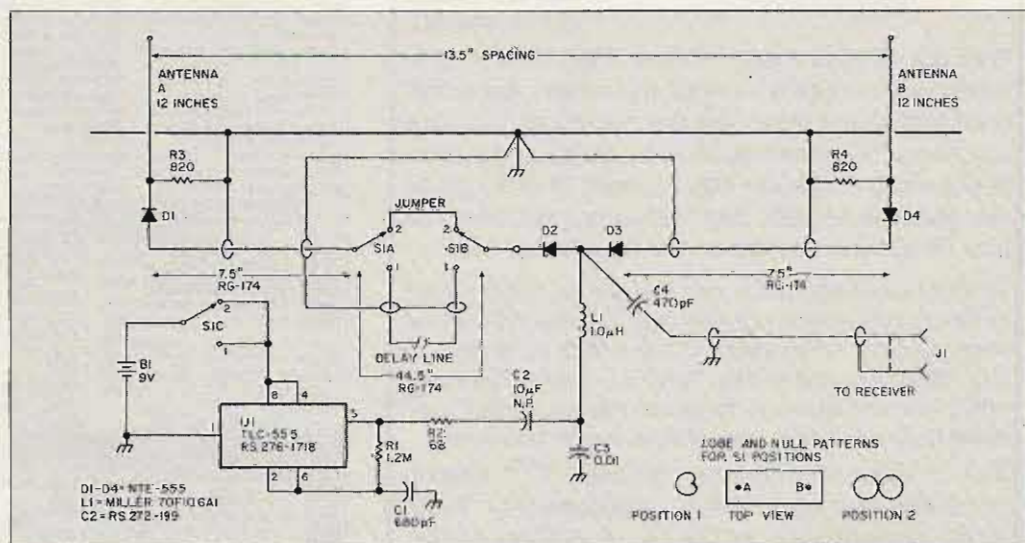 13.5" SPACING
ANTENNA
A
12 INCHES
ANTENNA
B
12 INCHES
R3
820
R4
820
JUMPER
D1
2
2
S1A
S1B
1
1
D2
D3
D4
7.5"
RG-174
7.5"
RG-174
C4
470pF
L1
1.0μH
2
S1C
1
DELAY LINE
44.5"
RG-174
B1
9V
C2
10μF
N.P.
J1
TO RECEIVER
8
4
1
U1
TLC-555
RS 276-1718
3
R2
68
R1
1.2M
2
6
C3
0.01
C1
680pF
D1-D4=NTE-555
L1=MILLER 70F106A1
C2=RS 272-199
LOBE AND NULL PATTERNS
FOR S1 POSITIONS
A
B
POSITION 1
TOP VIEW
POSITION 2